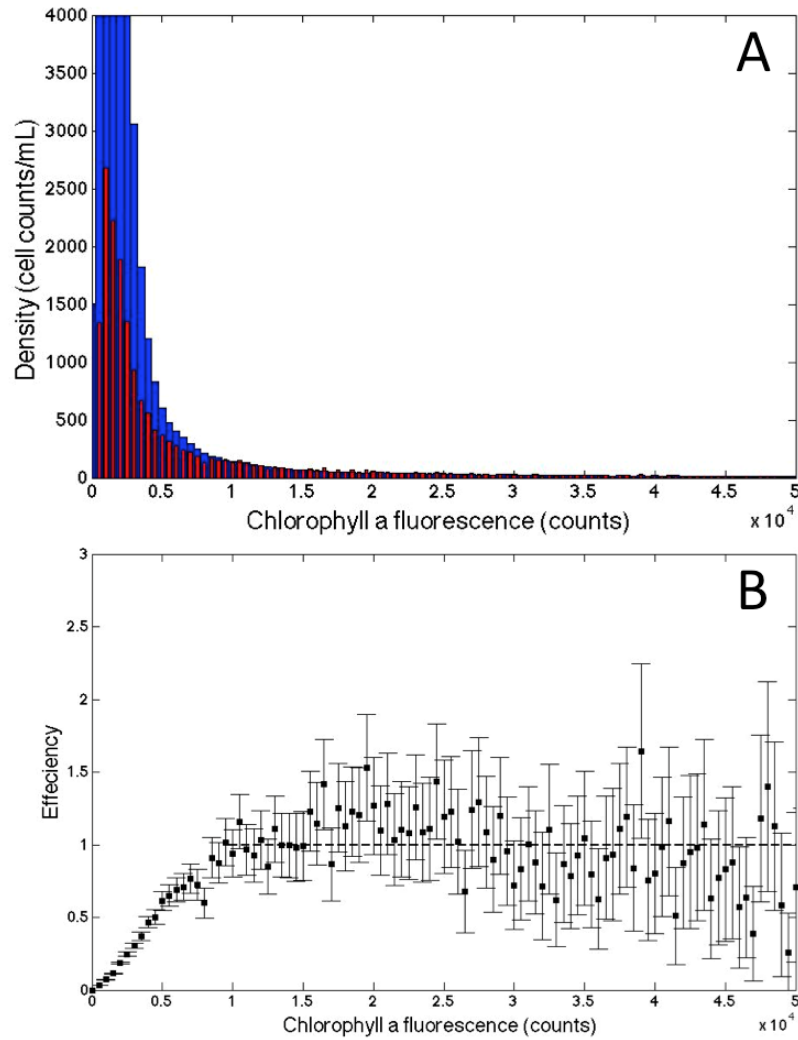 A
4000
3500
3000
2500
2000
1500
1000
500
0
Density (cell counts/mL)
0 0.5 1 1.5 2 2.5 3 3.5 4 4.5 5
Chlorophyll a fluorescence (counts)
x 10^4
B
3
2.5
2
1.5
1
0.5
0
Effeciency
0 0.5 1 1.5 2 2.5 3 3.5 4 4.5 5
Chlorophyll a fluorescence (counts)
x 10^4